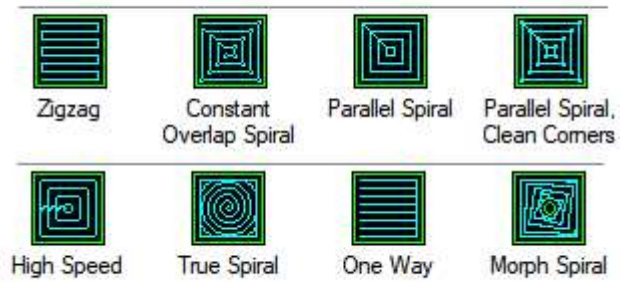 Zigzag
Constant
Overlap Spiral
Parallel Spiral
Parallel Spiral,
Clean Corners
High Speed
True Spiral
One Way
Morph Spiral